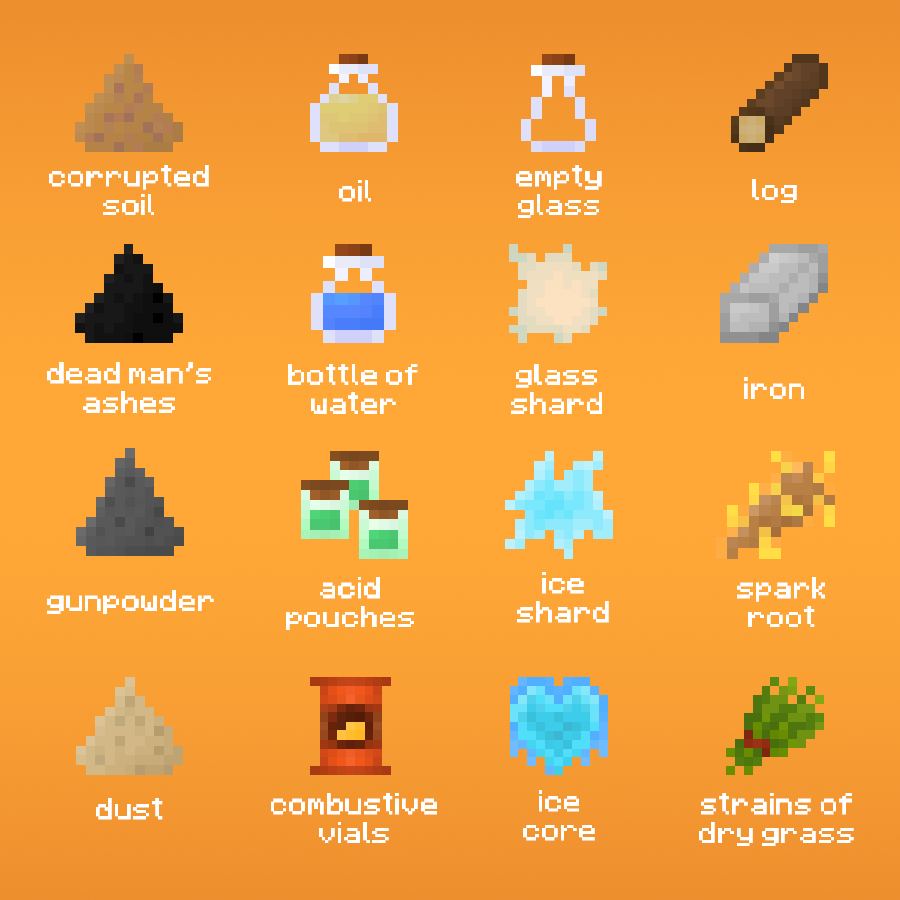 corrupted
soil
oil
empty
glass
log
dead man's
ashes
bottle of
water
glass
shard
iron
gunpowder
acid
pouches
ice
shard
spark
root
dust
combustive
vials
ice
core
strains of
dry grass